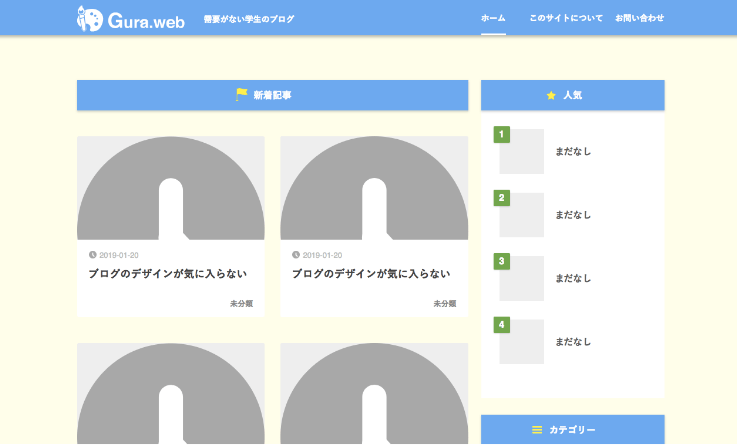 Gura.web 需要がない学生のブログ ホーム このサイトについて お問い合わせ
新着記事
2019-01-20
ブログのデザインが気に入らない
未分類
2019-01-20
ブログのデザインが気に入らない
未分類
人気
1 まだなし
2 まだなし
3 まだなし
4 まだなし
カテゴリー